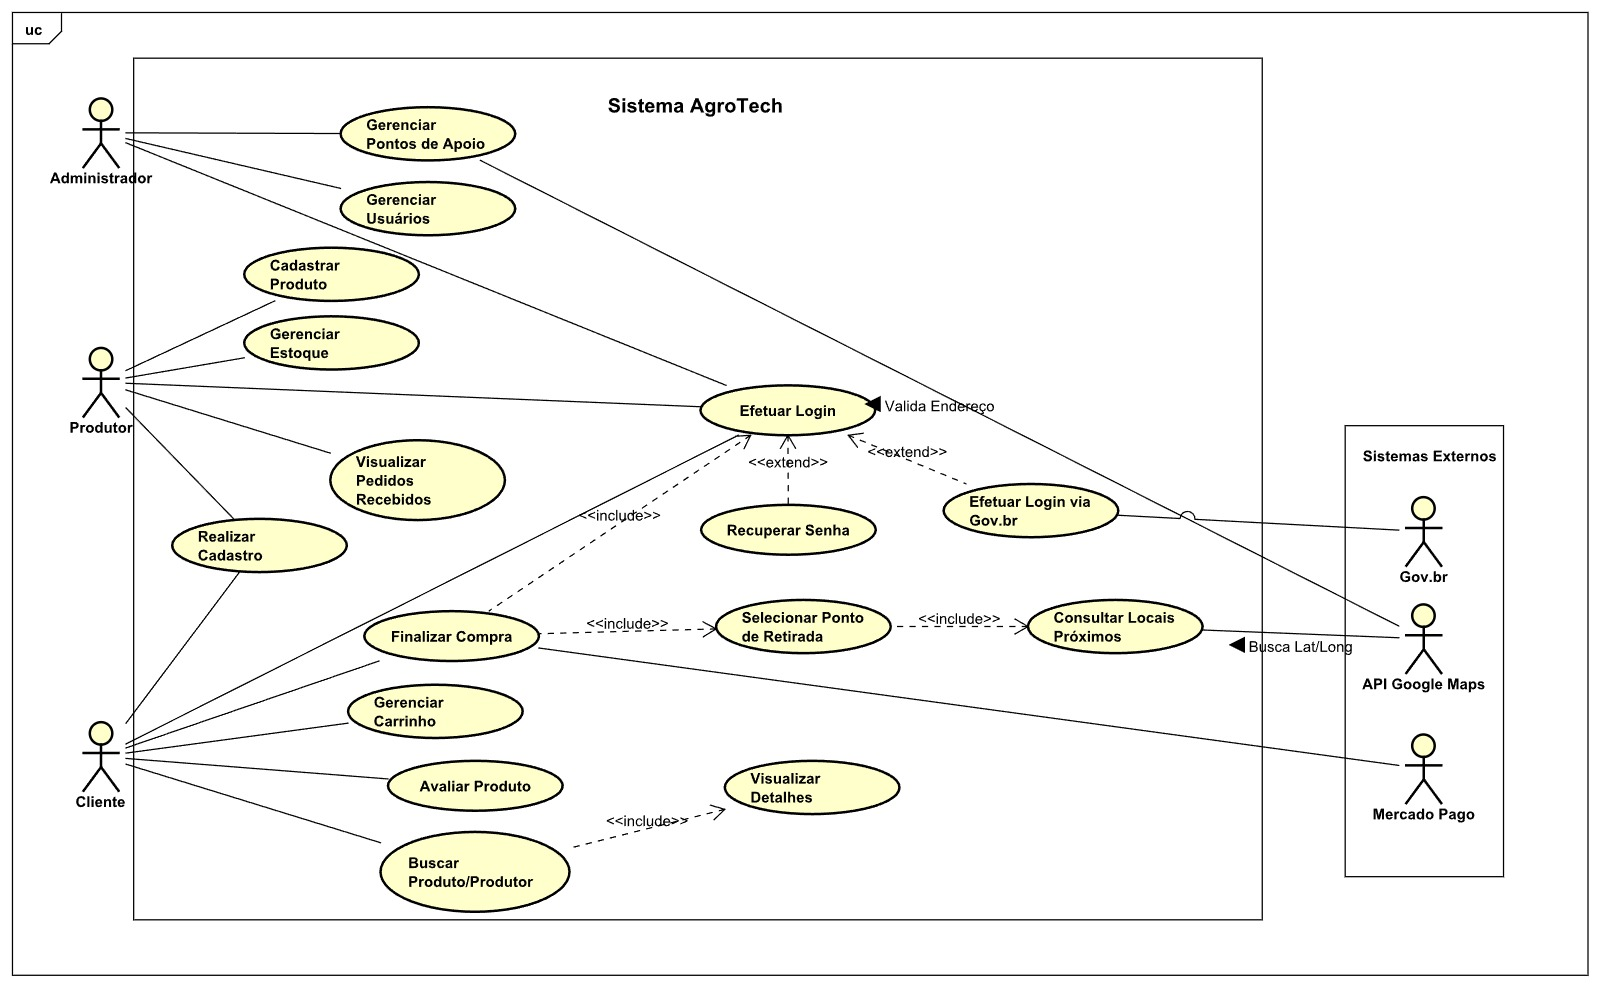 uc
Sistema AgroTech
Administrador
Gerenciar
Pontos de Apoio
Gerenciar
Usuários
Cadastrar
Produto
Gerenciar
Estoque
Produtor
Efetuar Login
Valida Endereço
<<extend>>
<<extend>>
Visualizar
Pedidos
Recebidos
Sistemas Externos
Efetuar Login via
Gov.br
<<include>>
Recuperar Senha
Realizar
Cadastro
Gov.br
Finalizar Compra
<<include>>
Selecionar Ponto
de Retirada
<<include>>
Consultar Locais
Próximos
Busca Lat/Long
API Google Maps
Gerenciar
Carrinho
Avaliar Produto
Visualizar
Detalhes
Cliente
<<include>>
Mercado Pago
Buscar
Produto/Produtor